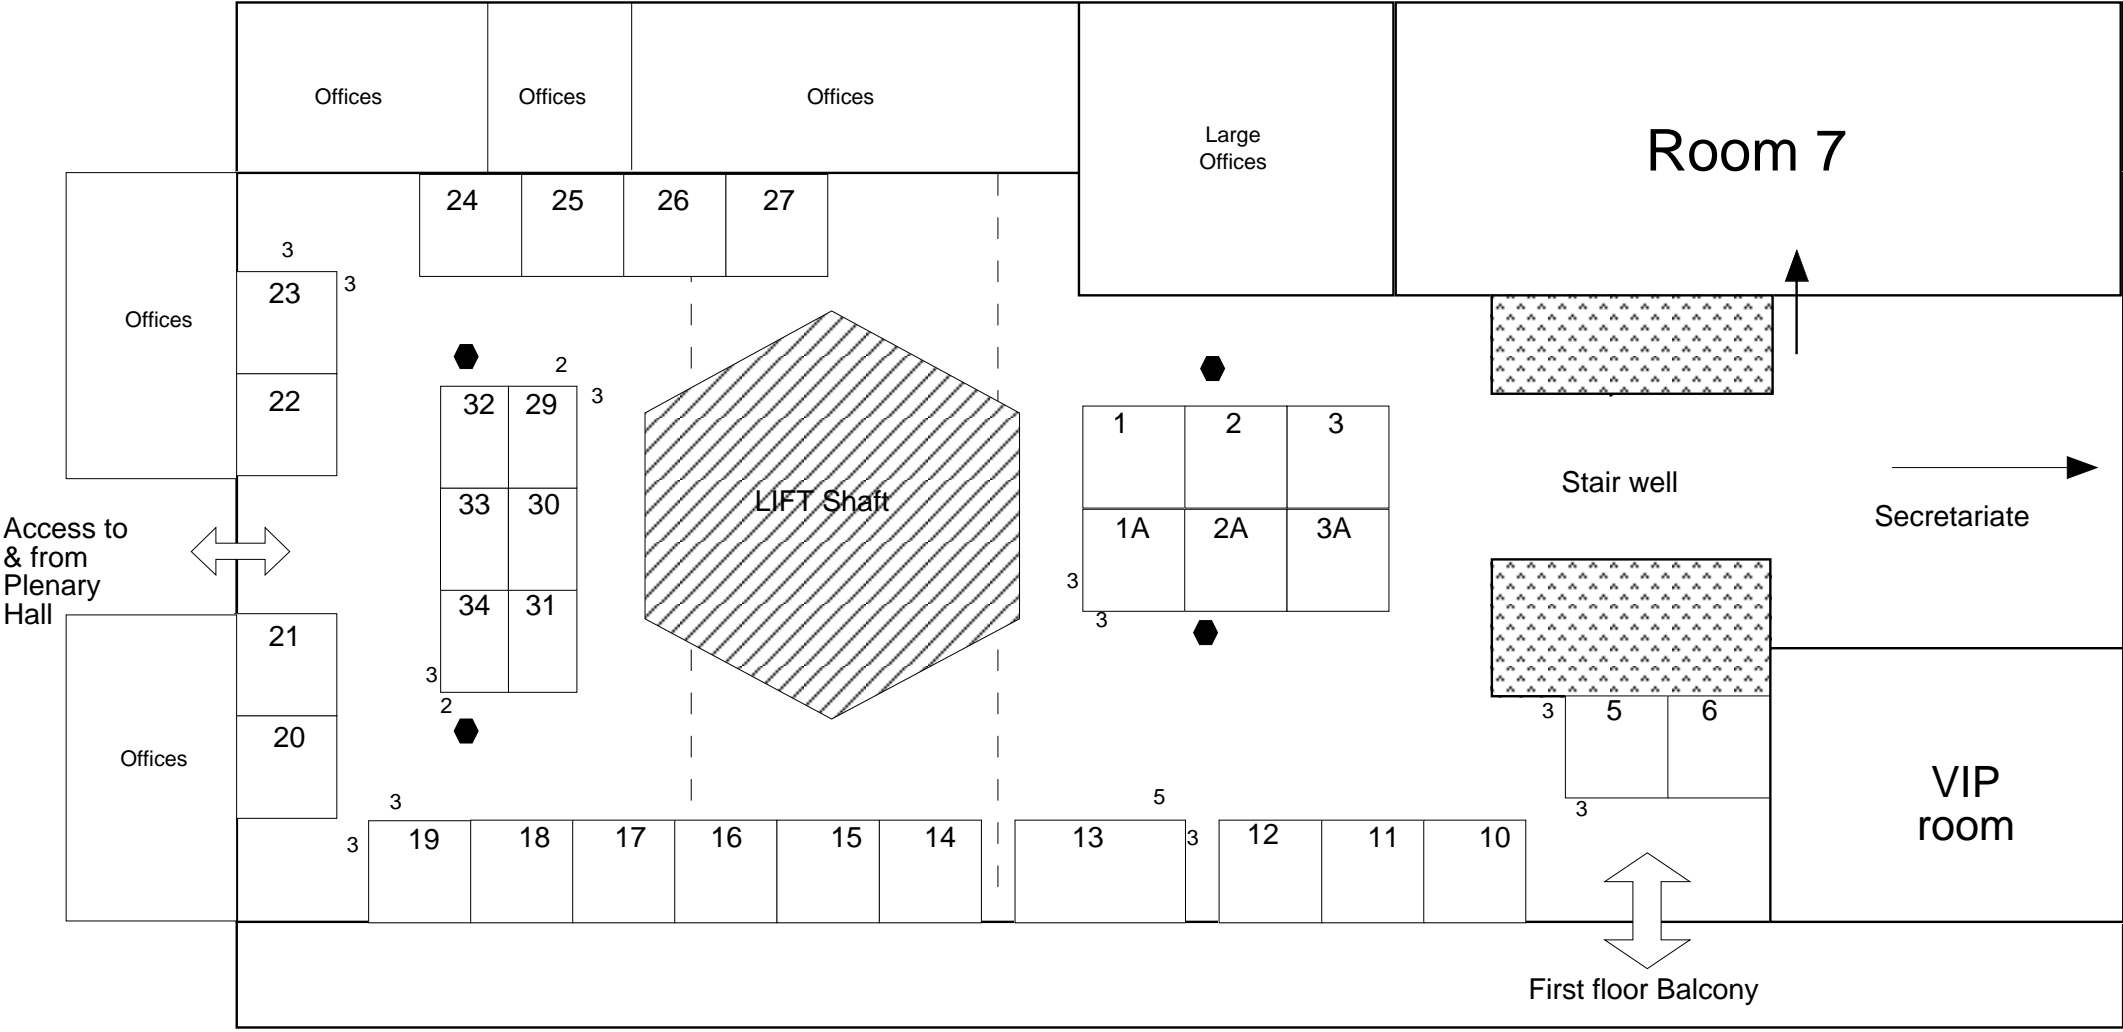 Offices
Offices
Offices
Large
Offices
Room 7
24
25
26
27
3
3
23
Offices
22
2
3
32
29
33
30
34
31
3
2
LIFT Shaft
1
2
3
1A
2A
3A
3
3
Stair well
Secretariate
Access to
& from
Plenary
Hall
21
20
Offices
3
5
6
3
VIP
room
3
3
19
18
17
16
15
14
5
13
3
12
11
10
First floor Balcony